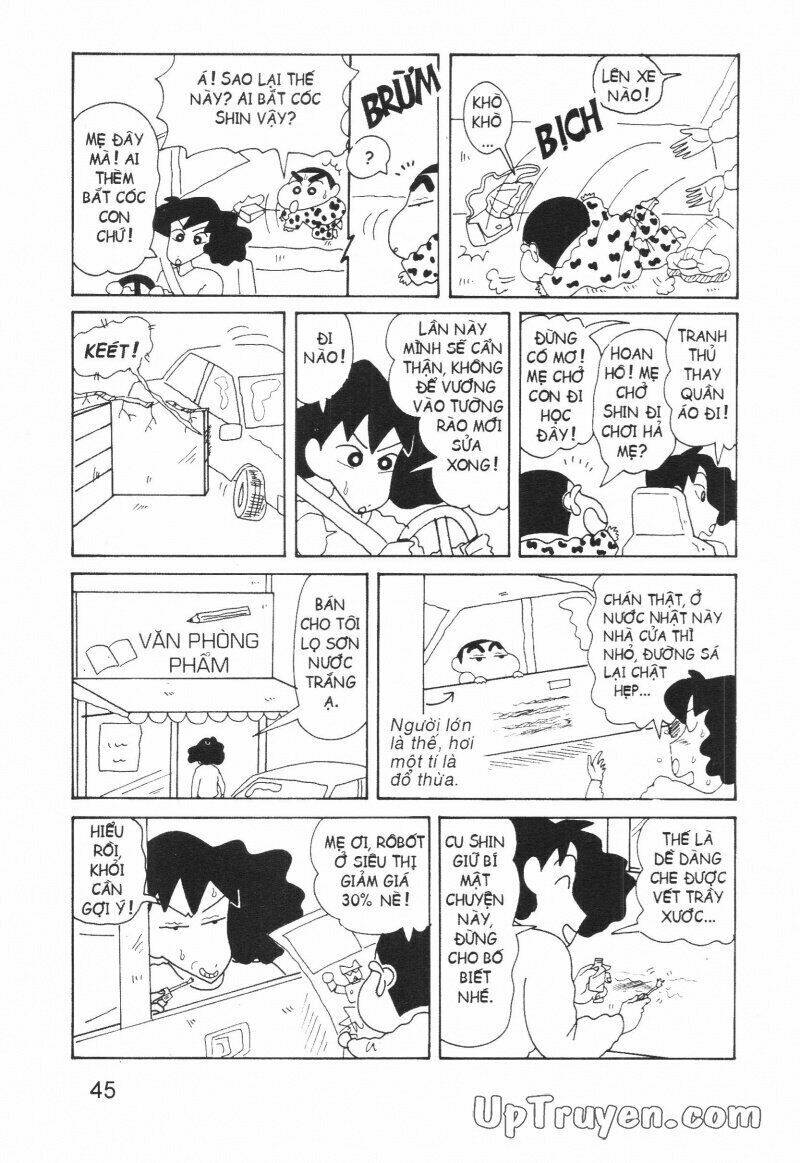 LÊN XE
NÀO!
KHÒ
KHÒ
...
BỊCH
BRỪM
?
Á! SAO LẠI THẾ
NÀY? AI BẮT CÓC
SHIN VẬY?
MẸ ĐÂY
MÀ! AI
THÈM
BẮT CÓC
CON
CHỨ!
TRANH
THỦ
THAY
QUẦN
ÁO ĐI!
HOAN
HÔ! MẸ
CHỞ
SHIN ĐI
CHƠI HẢ
MẸ?
ĐỪNG
CÓ MƠ!
MẸ CHỞ
CON ĐI
HỌC
ĐÂY!
LẦN NÀY
MÌNH SẼ CẨN
THẬN, KHÔNG
ĐỂ VƯỚNG
VÀO TƯỜNG
RÀO MỚI
SỬA
XONG!
ĐI
NÀO!
KÉÉT!
CHÁN THẬT, Ở
NƯỚC NHẬT NÀY
NHÀ CỬA THÌ
NHỎ, ĐƯỜNG SÁ
LẠI CHẬT
HẸP...
Người lớn
là thế, hơi
một tí là
đổ thừa.
BÁN
CHO TÔI
LỌ SƠN
NƯỚC
TRẮNG
Ạ.
VĂN PHÒNG
PHẨM
THẾ LÀ
DỄ DÀNG
CHE ĐƯỢC
VẾT TRẦY
XƯỚC...
CU SHIN
GIỮ BÍ
MẬT
CHUYỆN
NÀY,
ĐỪNG
CHO BỐ
BIẾT
NHÉ.
MẸ ƠI, RÔBỐT
Ở SIÊU THỊ
GIẢM GIÁ
30% NÈ!
HIỂU
RỒI,
KHỎI
CẦN
GỢI Ý!
45
UpTruyen.com